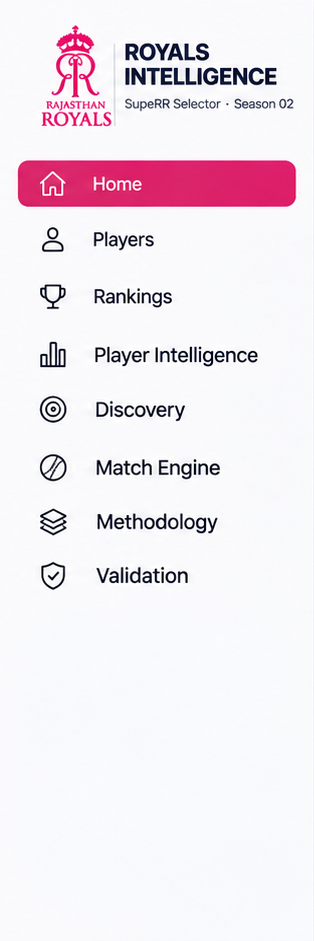 RAJASTHAN
ROYALS
ROYALS
INTELLIGENCE
SupeRR Selector · Season 02
Home
Players
Rankings
Player Intelligence
Discovery
Match Engine
Methodology
Validation